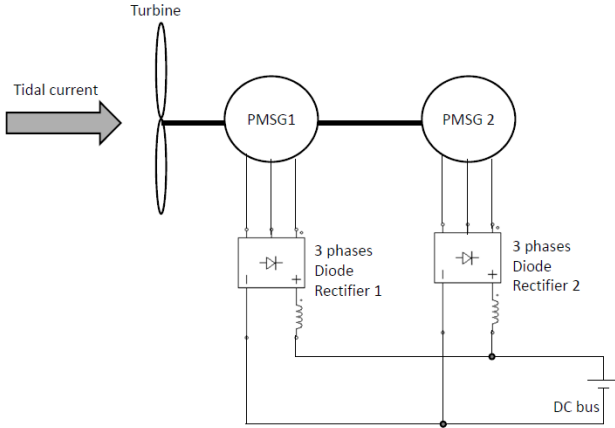 Turbine
Tidal current
PMSG1
PMSG 2
3 phases
Diode
Rectifier 1
3 phases
Diode
Rectifier 2
DC bus